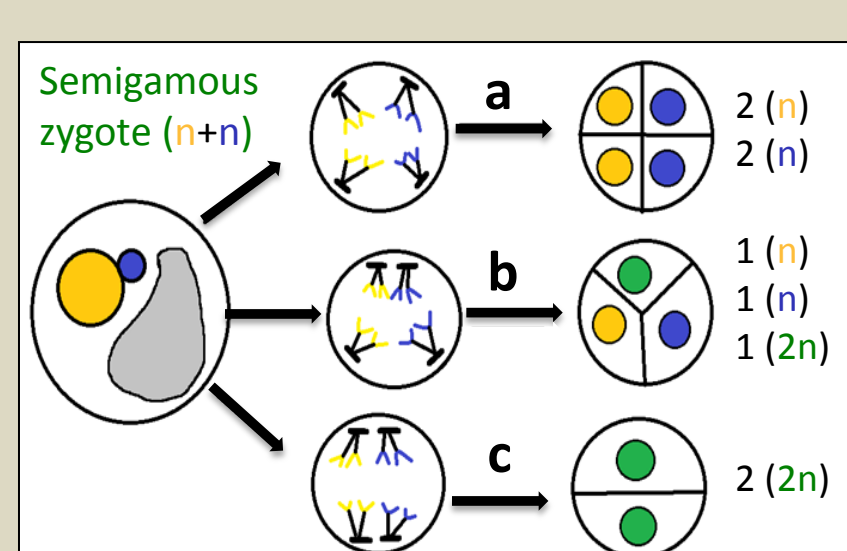 Semigamous
zygote (n+n)
a
2 (n)
2 (n)
b
1 (n)
1 (n)
1 (2n)
c
2 (2n)